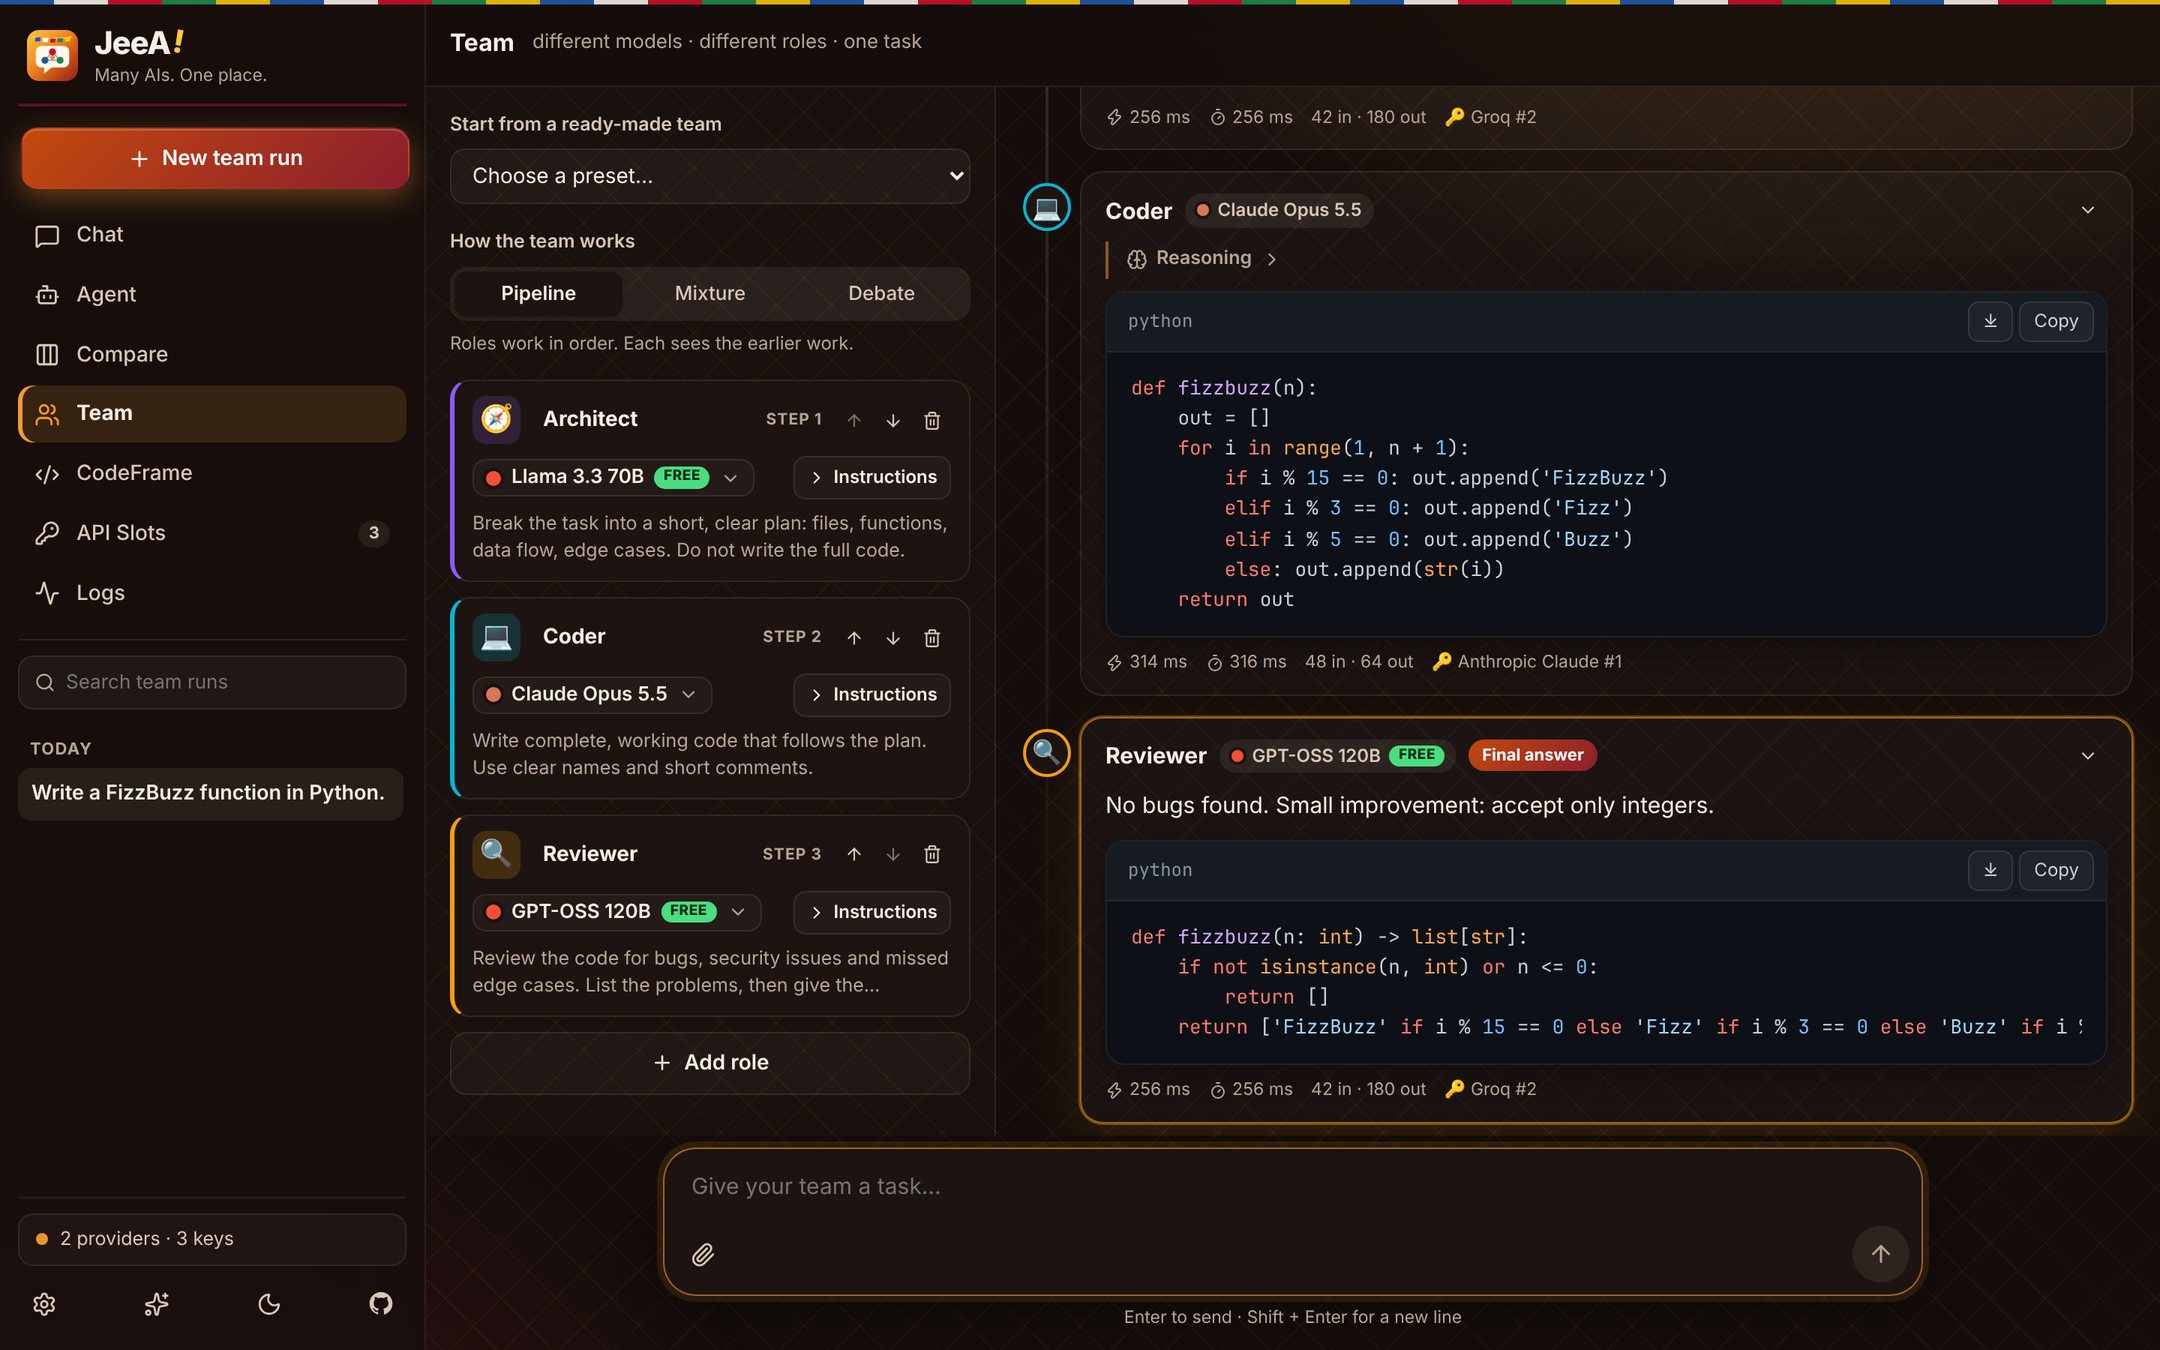 JeeA!
Many AIs. One place.
New team run
Chat
Agent
Compare
Team
CodeFrame
API Slots 3
Logs
Search team runs
TODAY
Write a FizzBuzz function in Python.
2 providers · 3 keys
Team different models · different roles · one task
Start from a ready-made team
Choose a preset...
How the team works
Pipeline Mixture Debate
Roles work in order. Each sees the earlier work.
Architect STEP 1
Llama 3.3 70B FREE Instructions
Break the task into a short, clear plan: files, functions,
data flow, edge cases. Do not write the full code.
Coder STEP 2
Claude Opus 5.5 Instructions
Write complete, working code that follows the plan.
Use clear names and short comments.
Reviewer STEP 3
GPT-OSS 120B FREE Instructions
Review the code for bugs, security issues and missed
edge cases. List the problems, then give the...
+ Add role
256 ms 256 ms 42 in · 180 out Groq #2
Coder Claude Opus 5.5
Reasoning
python Copy
def fizzbuzz(n):
    out = []
    for i in range(1, n + 1):
        if i % 15 == 0: out.append('FizzBuzz')
        elif i % 3 == 0: out.append('Fizz')
        elif i % 5 == 0: out.append('Buzz')
        else: out.append(str(i))
    return out
314 ms 316 ms 48 in · 64 out Anthropic Claude #1
Reviewer GPT-OSS 120B FREE Final answer
No bugs found. Small improvement: accept only integers.
python Copy
def fizzbuzz(n: int) -> list[str]:
    if not isinstance(n, int) or n <= 0:
        return []
    return ['FizzBuzz' if i % 15 == 0 else 'Fizz' if i % 3 == 0 else 'Buzz' if i
256 ms 256 ms 42 in · 180 out Groq #2
Give your team a task...
Enter to send · Shift + Enter for a new line